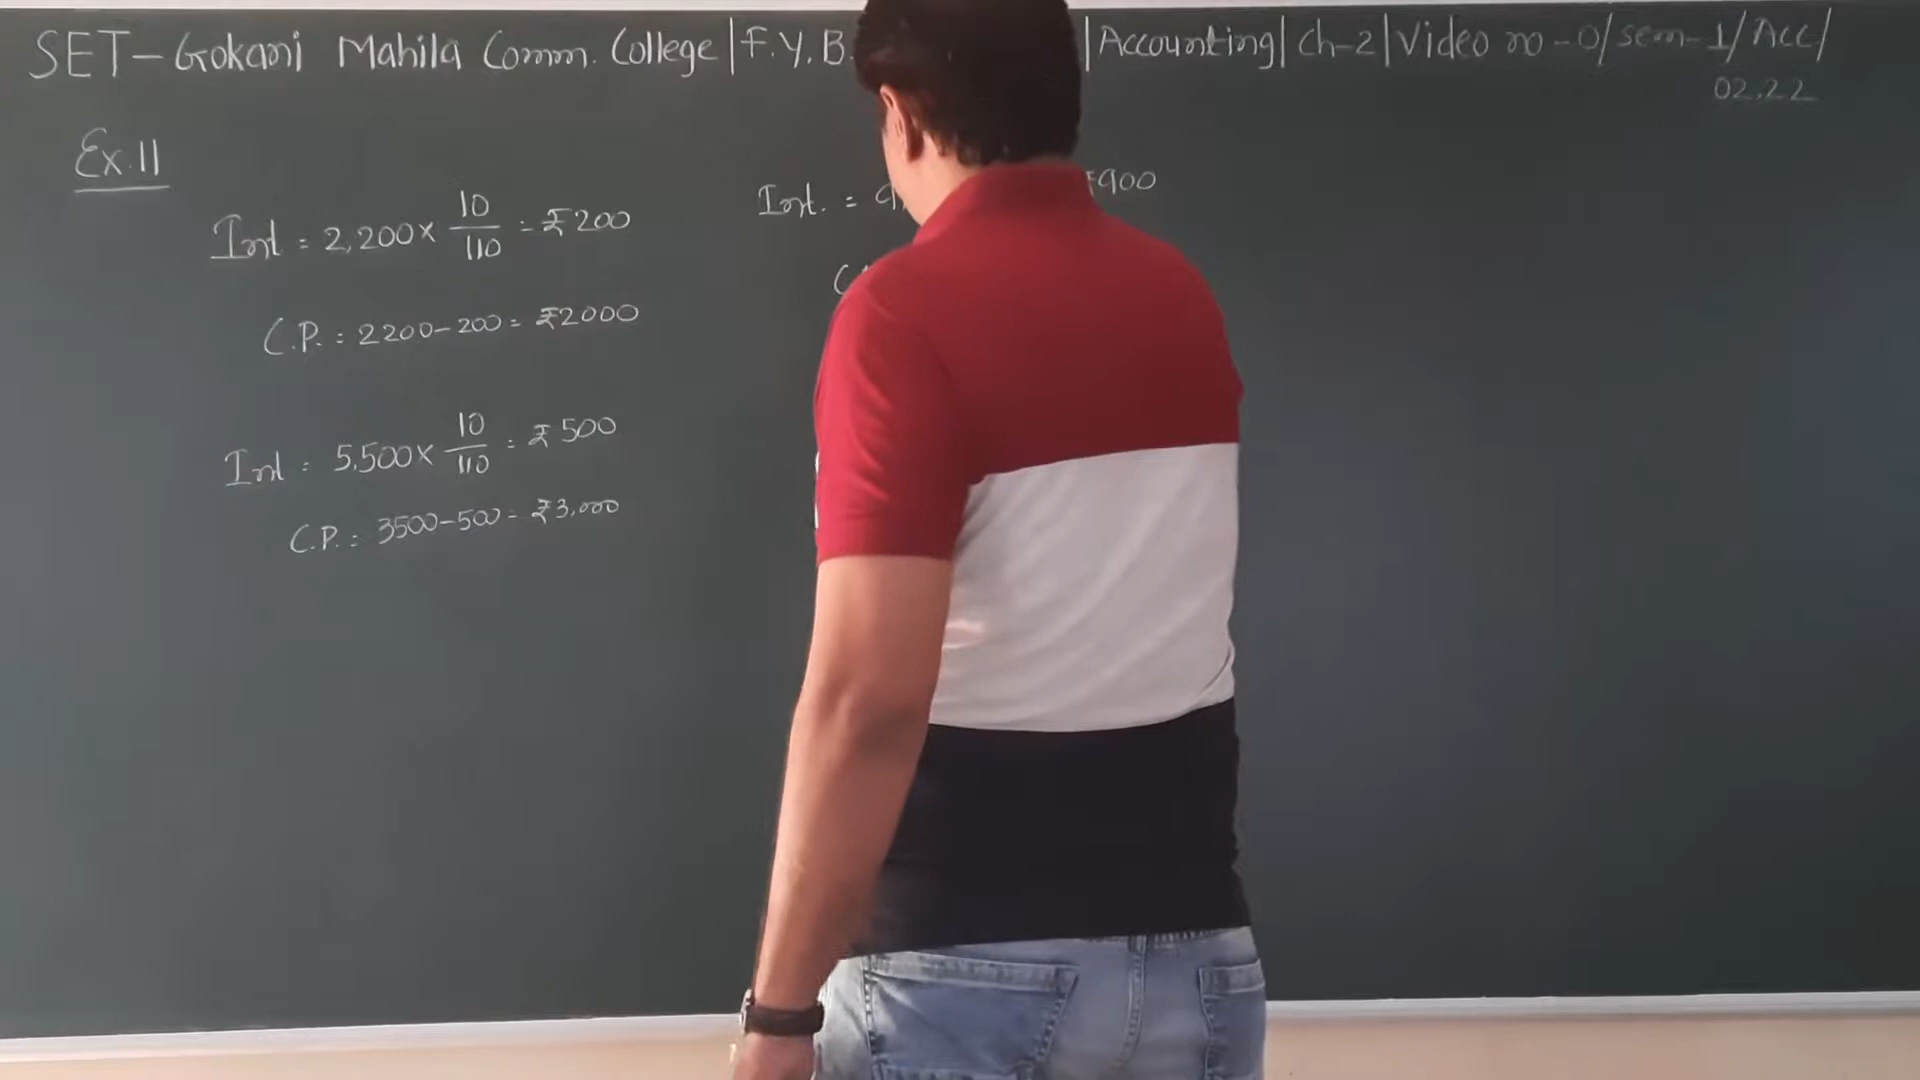 SET-Gokani Mahila Comm. College|F.Y.B. |Accounting|Ch-2|Video no-0/sem-1/Acc/
02.22
Ex.11
Int = 2,200 × 10/110 = ₹200
C.P. = 2200-200 = ₹2000
Int = 5,500 × 10/110 = ₹500
C.P. = 3500-500 = ₹3,000
Int. = 9 ₹900